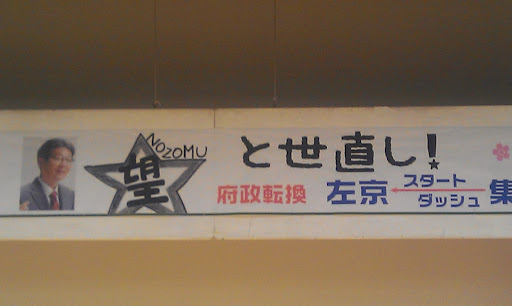 NOZOMU
望
と世直し!
府政転換 左京 スタート
ダッシュ 集